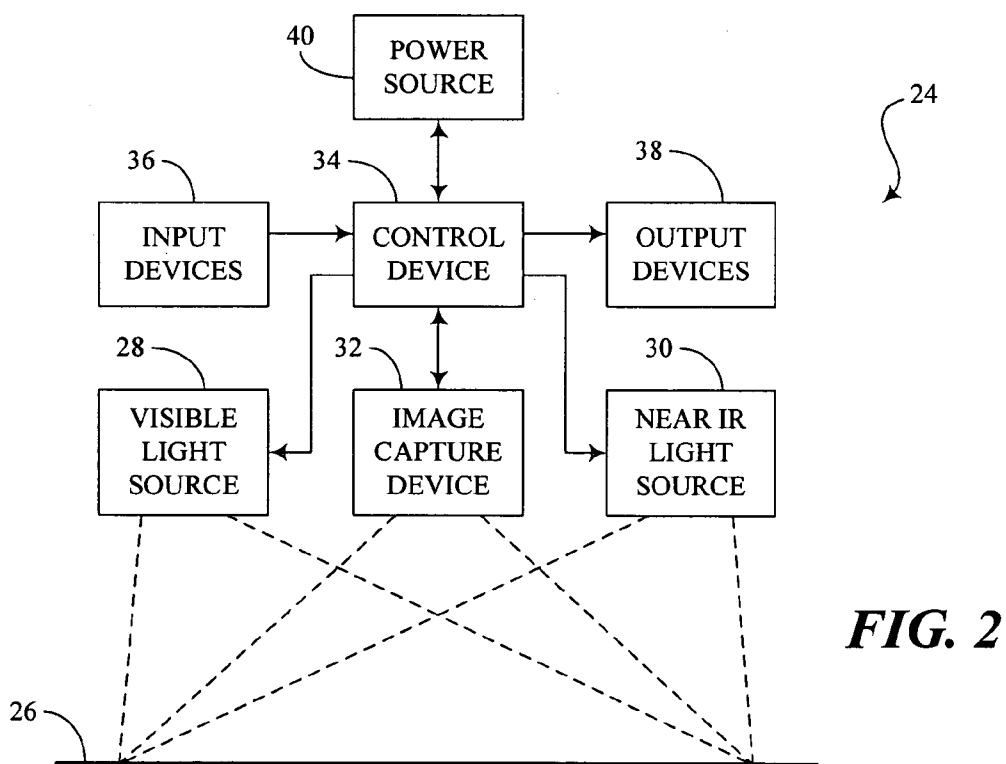 40
POWER
SOURCE
24
36
34
38
INPUT
DEVICES
CONTROL
DEVICE
OUTPUT
DEVICES
28
32
30
VISIBLE
LIGHT
SOURCE
IMAGE
CAPTURE
DEVICE
NEAR IR
LIGHT
SOURCE
FIG. 2
26